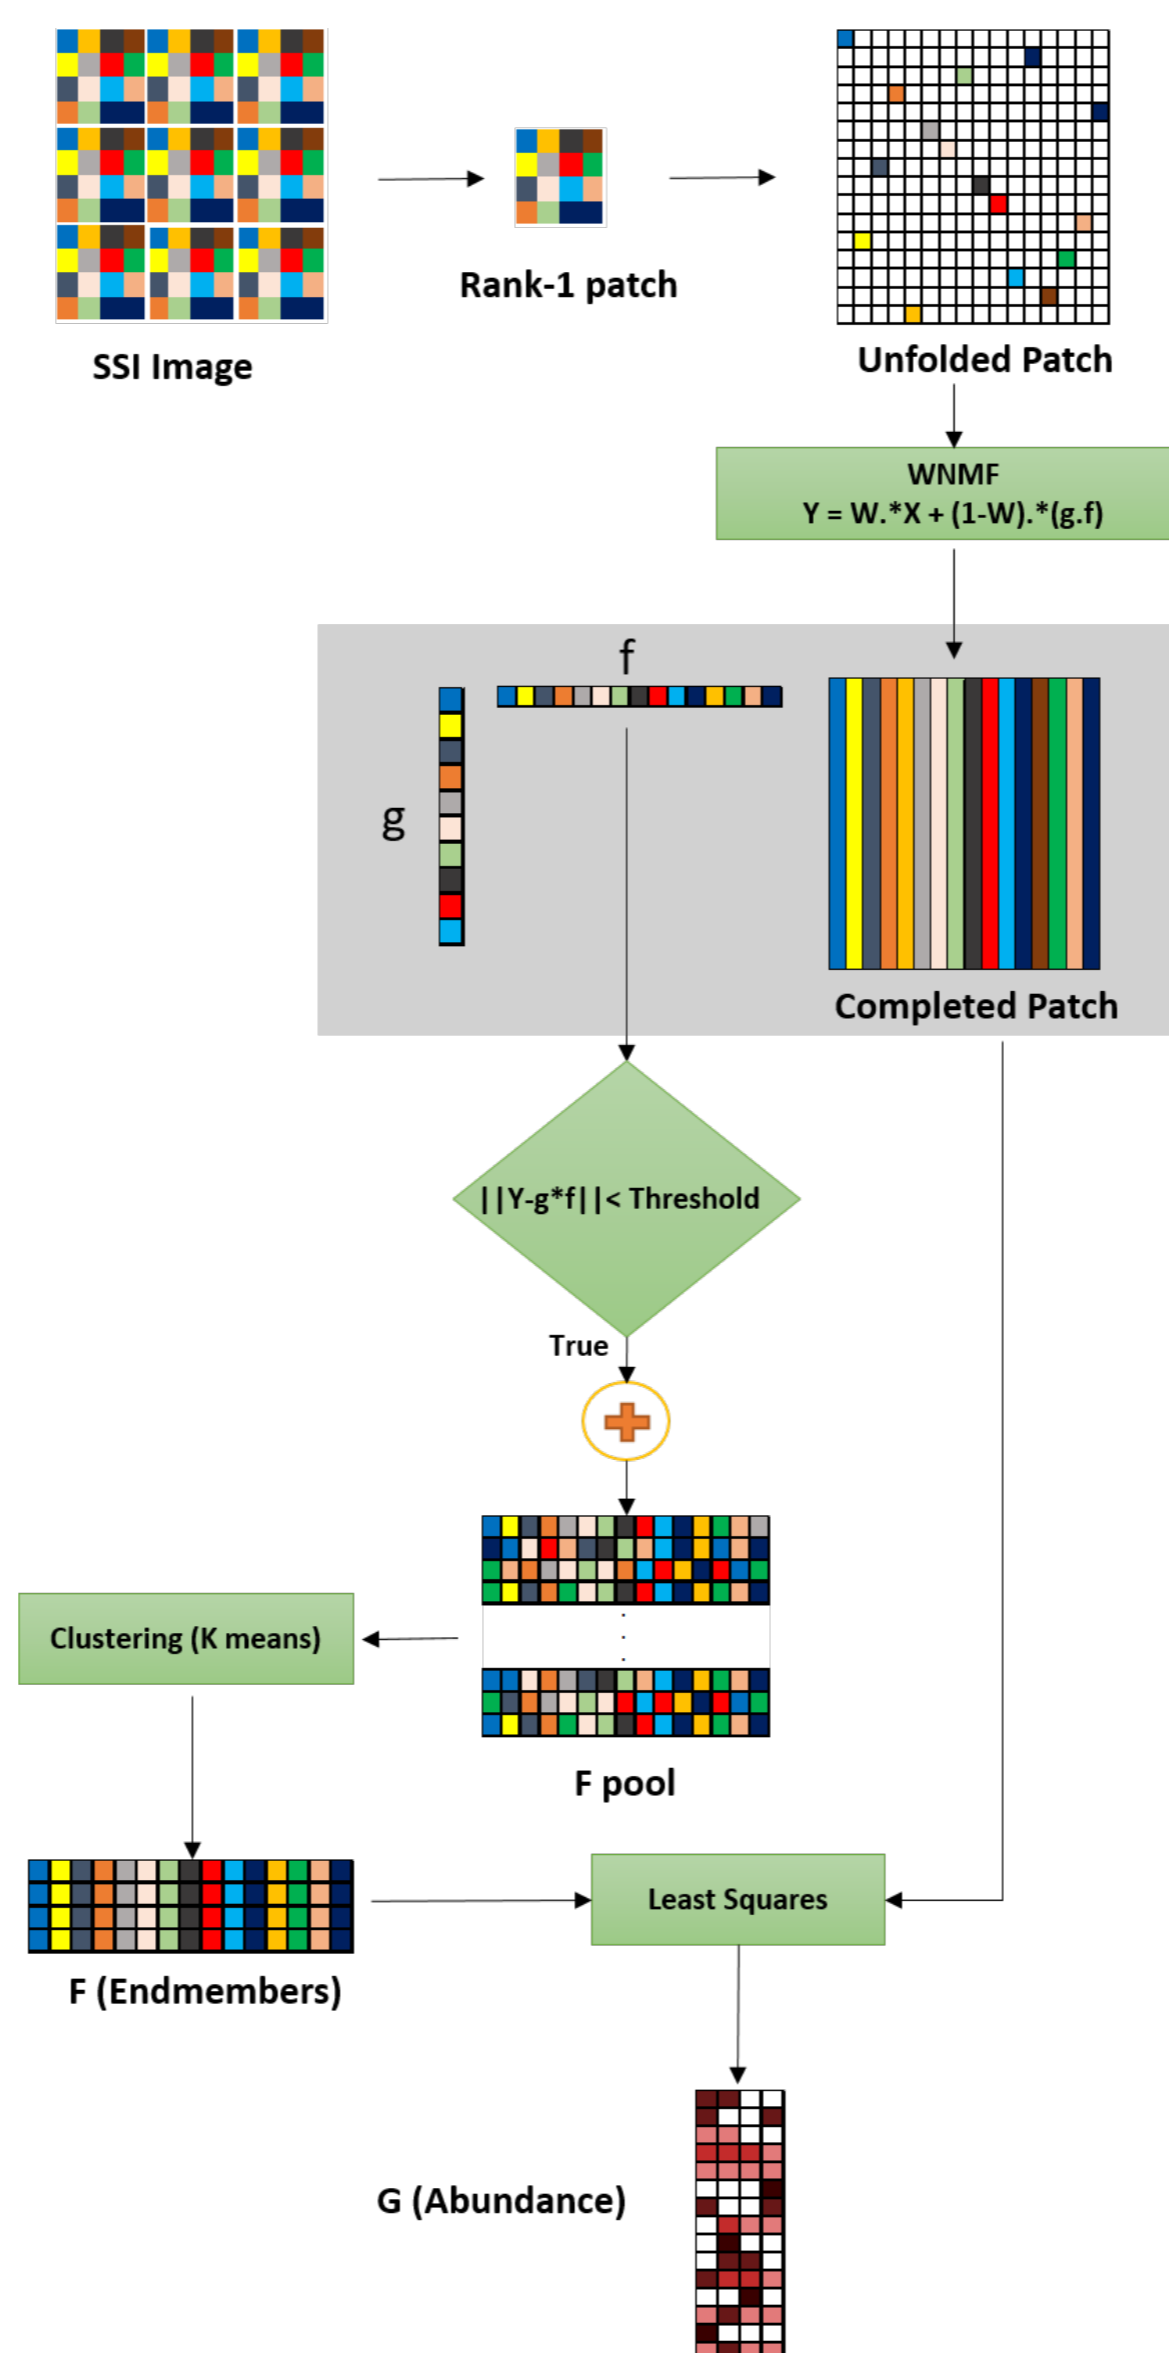 SSI Image
Rank-1 patch
Unfolded Patch
WNMF
Y = W.*X + (1-W).*(g.f)
f
g
Completed Patch
||Y-g*f||< Threshold
True
Clustering (K means)
F pool
F (Endmembers)
Least Squares
G (Abundance)